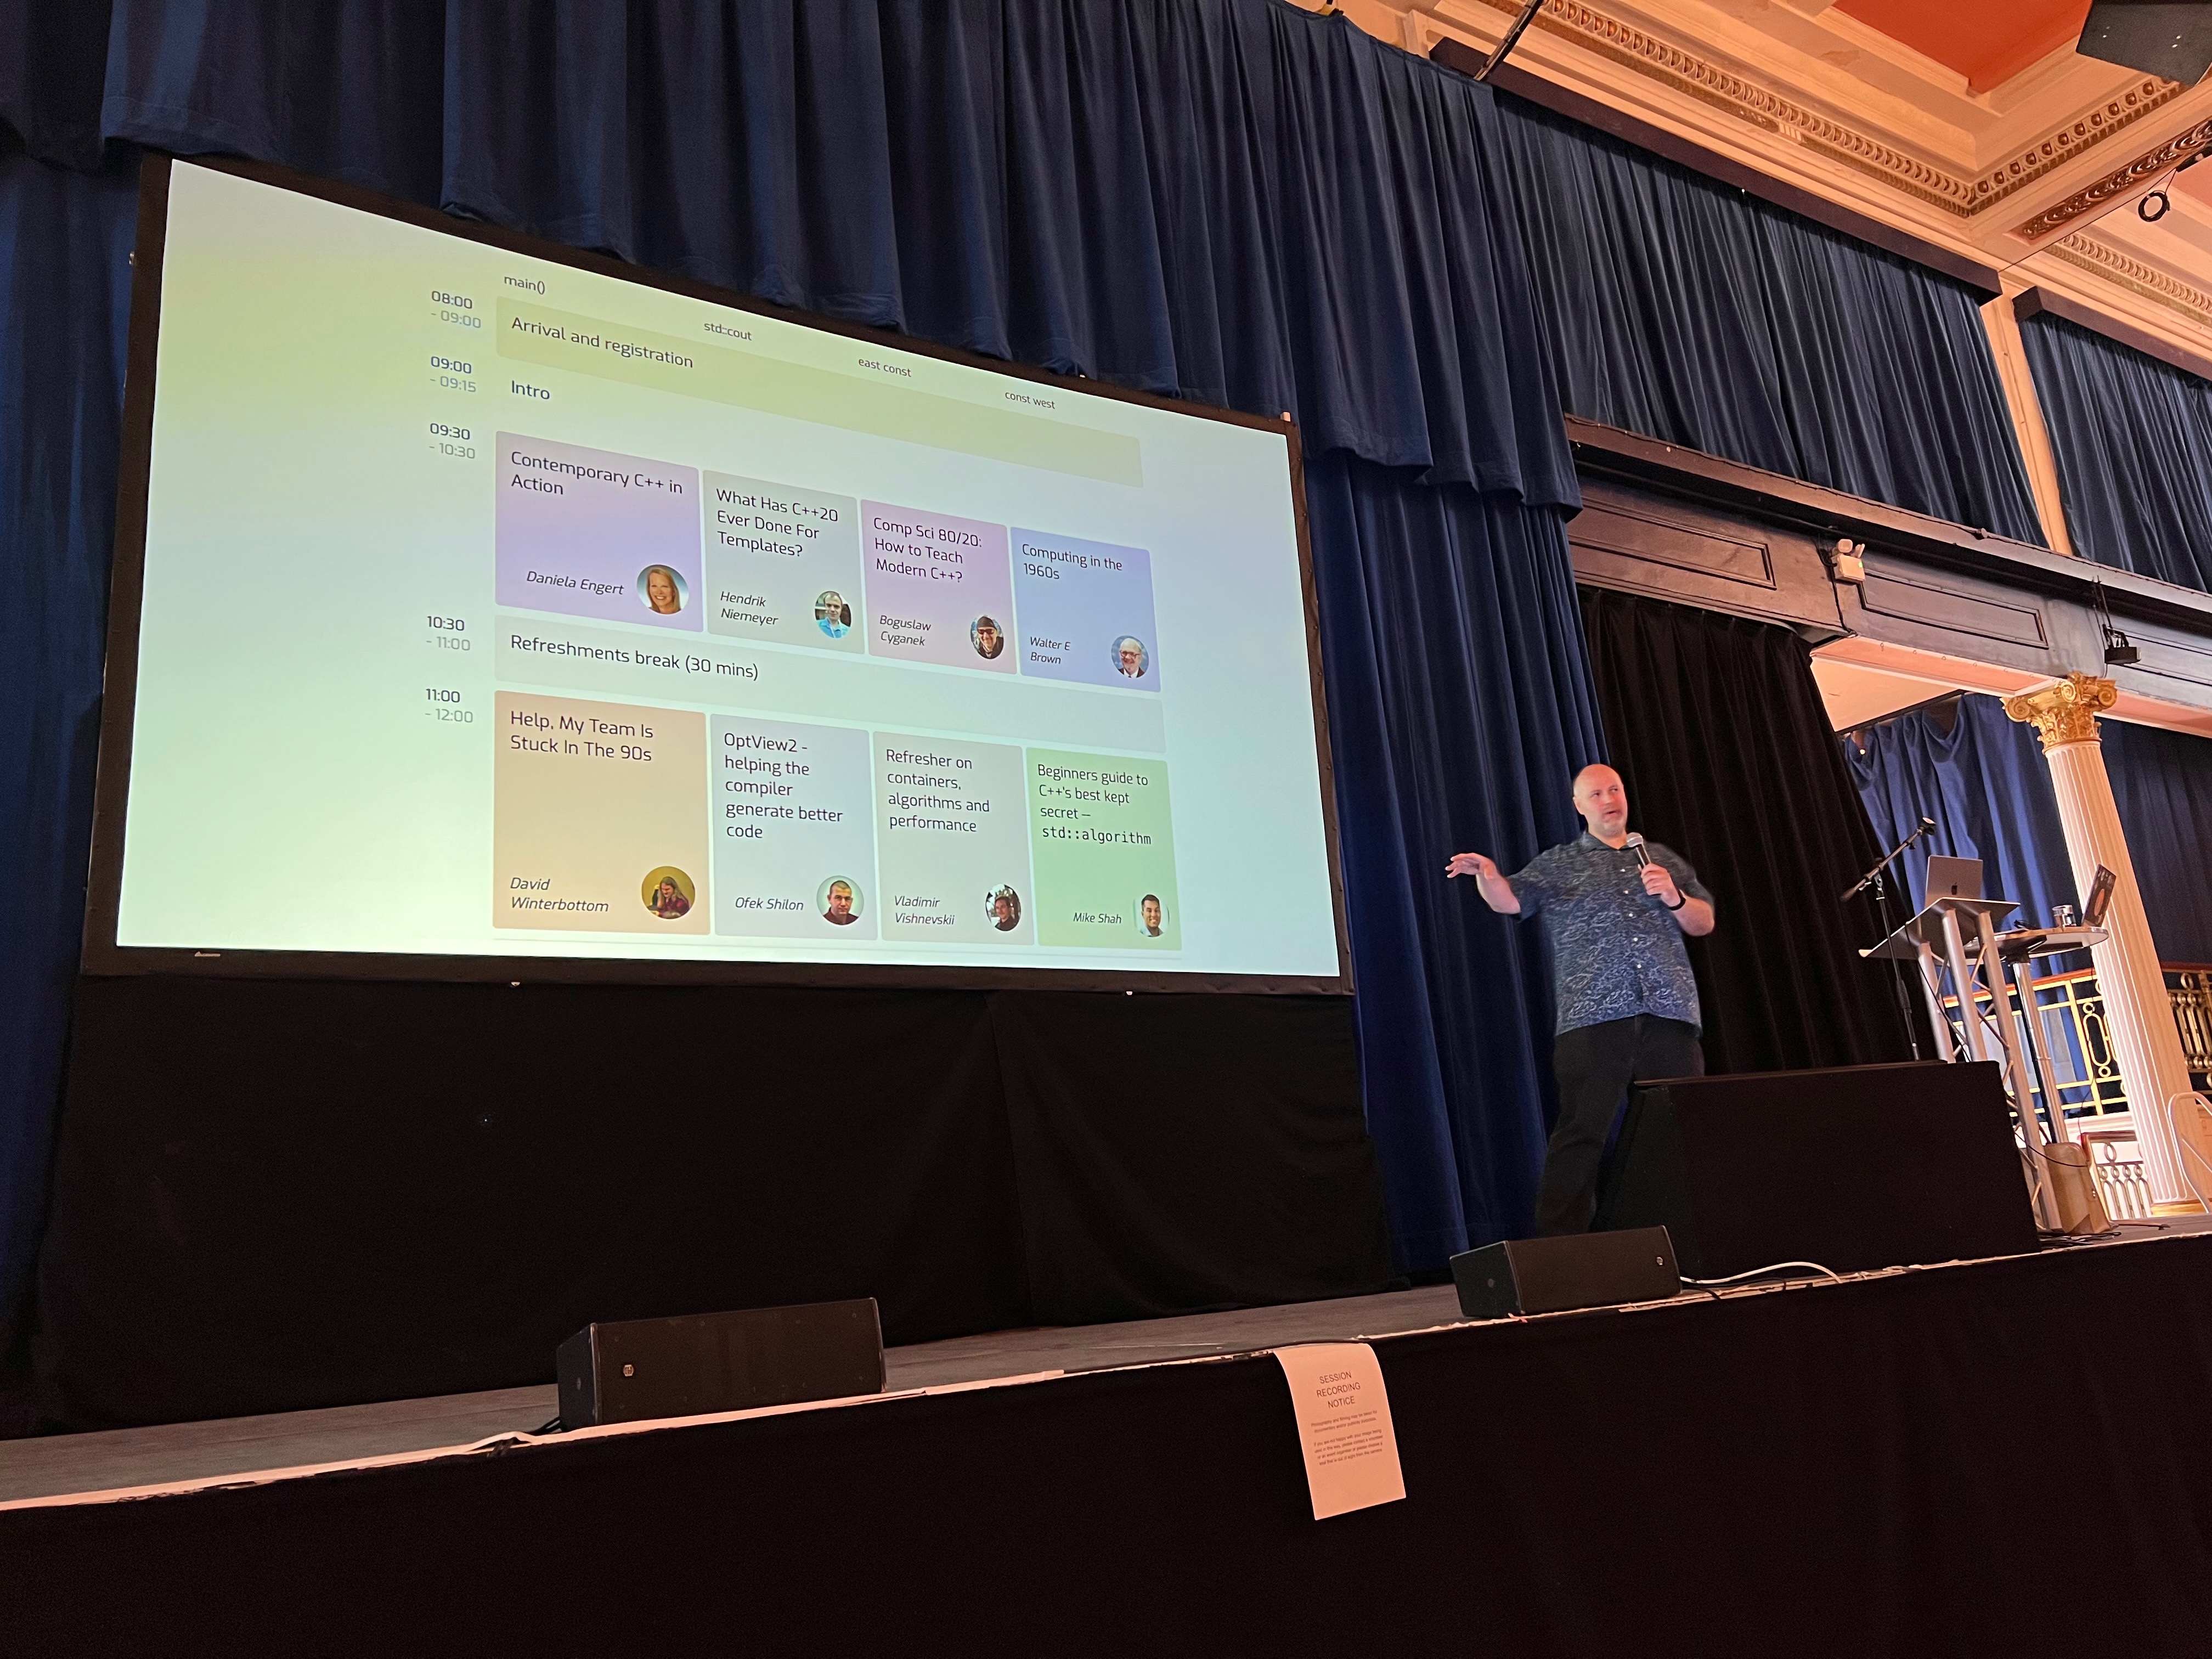 main()
std::cout
east const
const west
08:00
- 09:00
Arrival and registration
09:00
- 09:15
Intro
09:30
- 10:30
Contemporary C++ in
Action
Daniela Engert
What Has C++20
Ever Done For
Templates?
Hendrik
Niemeyer
Comp Sci 80/20:
How to Teach
Modern C++?
Boguslaw
Cyganek
Computing in the
1960s
Walter E
Brown
10:30
- 11:00
Refreshments break (30 mins)
11:00
- 12:00
Help, My Team Is
Stuck In The 90s
David
Winterbottom
OptView2 -
helping the
compiler
generate better
code
Ofek Shilon
Refresher on
containers,
algorithms and
performance
Vladimir
Vishnevskii
Beginners guide to
C++'s best kept
secret —
std::algorithm
Mike Shah
SESSION
RECORDING
NOTICE